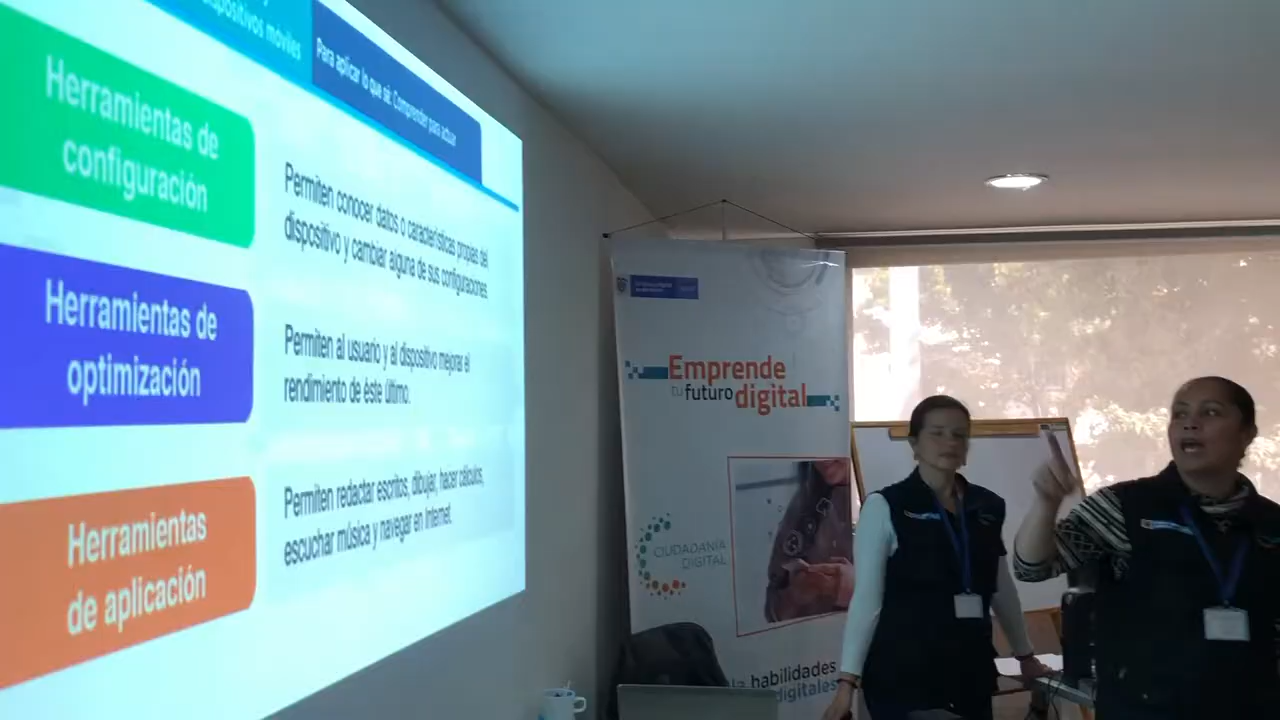 dispositivos móviles
Para aplicar lo que sé: Comprender para actuar
Herramientas de
configuración
Permiten conocer datos o características propias del
dispositivo y cambiar alguna de sus configuraciones
Herramientas de
optimización
Permiten al usuario y al dispositivo mejorar el
rendimiento de éste último.
Herramientas
de aplicación
Permiten redactar escritos, dibujar, hacer cálculos,
escuchar música y navegar en Internet.
Emprende
tu futuro digital
CIUDADANÍA
DIGITAL
habilidades
digitales